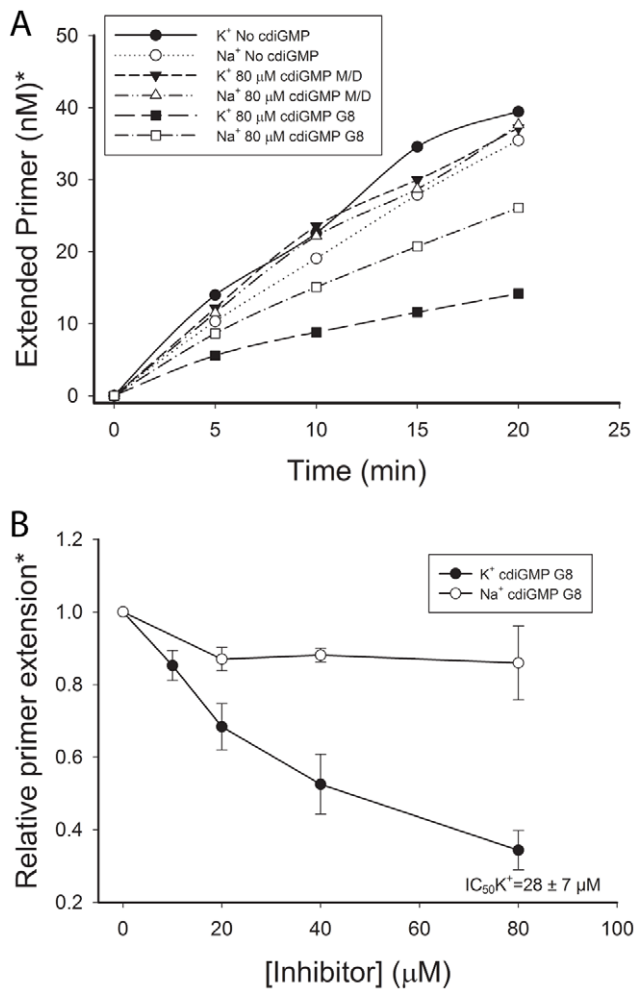 A
K⁺ No cdiGMP
Na⁺ No cdiGMP
K⁺ 80 μM cdiGMP M/D
Na⁺ 80 μM cdiGMP M/D
K⁺ 80 μM cdiGMP G8
Na⁺ 80 μM cdiGMP G8
Extended Primer (nM)*
50
40
30
20
10
0
0 5 10 15 20 25
Time (min)
B
K⁺ cdiGMP G8
Na⁺ cdiGMP G8
Relative primer extension*
1.2
1.0
0.8
0.6
0.4
0.2
IC₅₀K⁺=28 ± 7 μM
0 20 40 60 80 100
[Inhibitor] (μM)